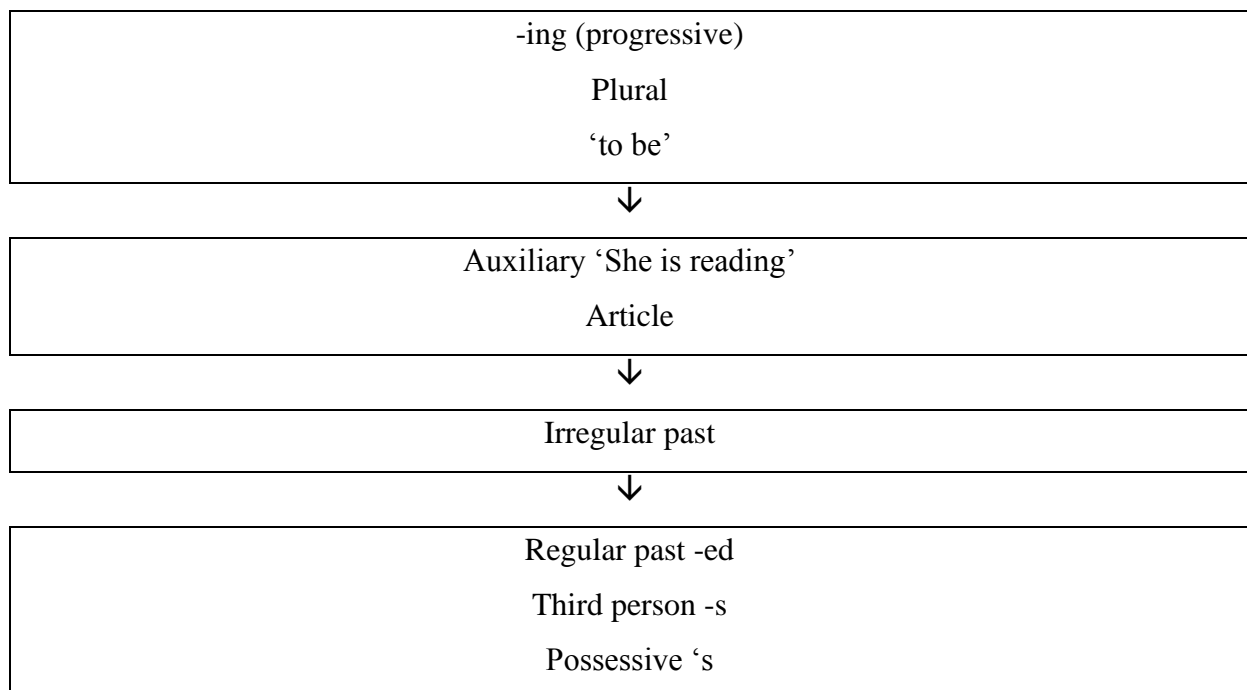 -ing (progressive)
Plural
‘to be’
↓
Auxiliary ‘She is reading’
Article
↓
Irregular past
↓
Regular past -ed
Third person -s
Possessive ‘s